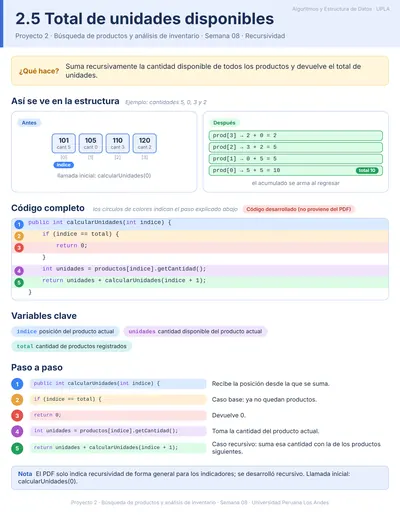 Algoritmos y Estructura de Datos · UPLA
2.5 Total de unidades disponibles
Proyecto 2 · Búsqueda de productos y análisis de inventario · Semana 08 · Recursividad
¿Qué hace?
Suma recursivamente la cantidad disponible de todos los productos y devuelve el total de
unidades.
Así se ve en la estructura Ejemplo: cantidades 5, 0, 3 y 2
Antes
101 105 110 120
cant 5 cant 0 cant 3 cant 2
[0] [1] [2] [3]
índice
llamada inicial: calcularUnidades(0)
Después
prod[3] → 2 + 0 = 2
prod[2] → 3 + 2 = 5
prod[1] → 0 + 5 = 5
prod[0] → 5 + 5 = 10 total 10
el acumulado se arma al regresar
Código completo los círculos de colores indican el paso explicado abajo Código desarrollado (no proviene del PDF)
1 public int calcularUnidades(int indice) {
2 if (indice == total) {
3 return 0;
}
4 int unidades = productos[indice].getCantidad();
5 return unidades + calcularUnidades(indice + 1);
}
Variables clave
indice posición del producto actual unidades cantidad disponible del producto actual
total cantidad de productos registrados
Paso a paso
1 public int calcularUnidades(int indice) { Recibe la posición desde la que se suma.
2 if (indice == total) { Caso base: ya no quedan productos.
3 return 0; Devuelve 0.
4 int unidades = productos[indice].getCantidad(); Toma la cantidad del producto actual.
5 return unidades + calcularUnidades(indice + 1); Caso recursivo: suma esa cantidad con la de los productos
siguientes.
Nota El PDF solo indica recursividad de forma general para los indicadores; se desarrolló recursivo. Llamada inicial:
calcularUnidades(0).
Proyecto 2 · Búsqueda de productos y análisis de inventario · Semana 08 · Universidad Peruana Los Andes